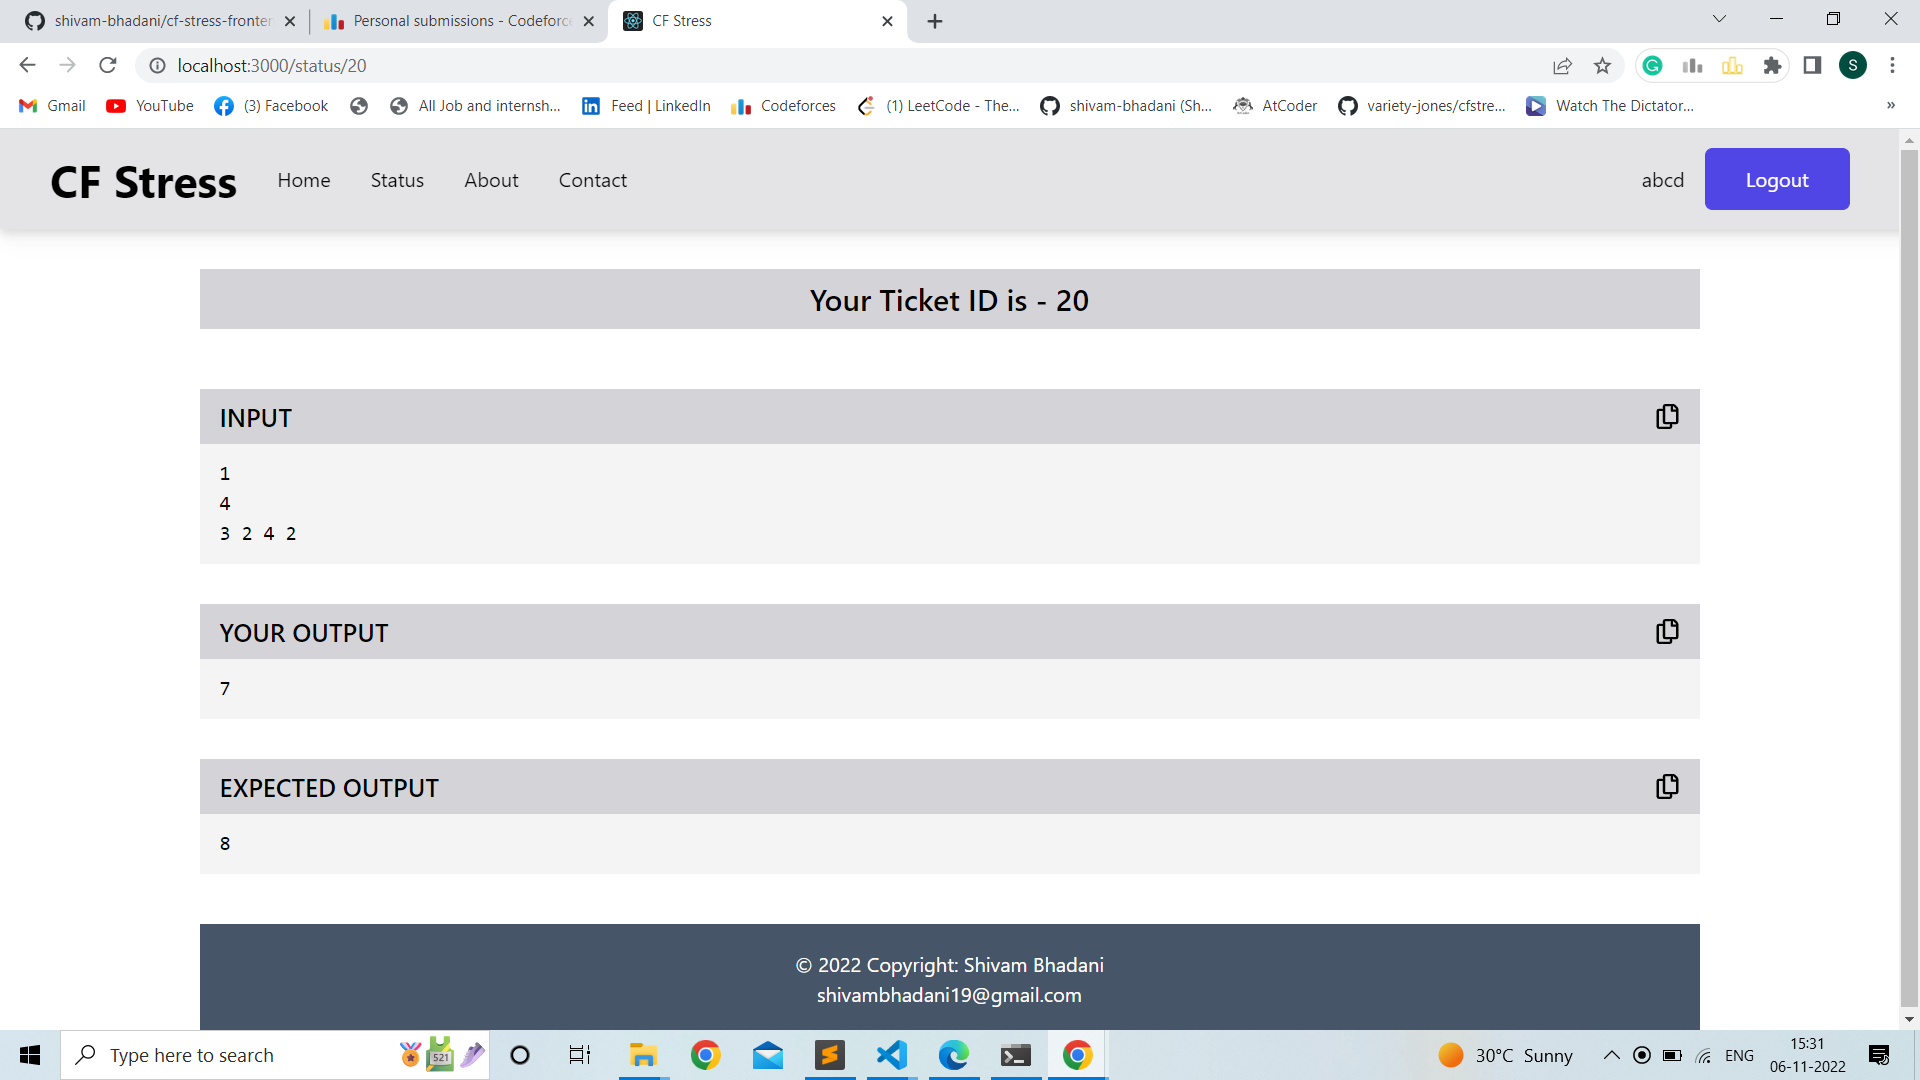 shivam-bhadani/cf-stress-fronten
Personal submissions - Codeforce
CF Stress
localhost:3000/status/20
S
Gmail
YouTube
(3) Facebook
All Job and internsh...
Feed | LinkedIn
Codeforces
(1) LeetCode - The...
shivam-bhadani (Sh...
AtCoder
variety-jones/cfstre...
Watch The Dictator...
»
CF Stress
Home
Status
About
Contact
abcd
Logout
Your Ticket ID is - 20
INPUT
1
4
3 2 4 2
YOUR OUTPUT
7
EXPECTED OUTPUT
8
© 2022 Copyright: Shivam Bhadani
shivambhadani19@gmail.com
Type here to search
521
30°C Sunny
ENG
15:31
06-11-2022